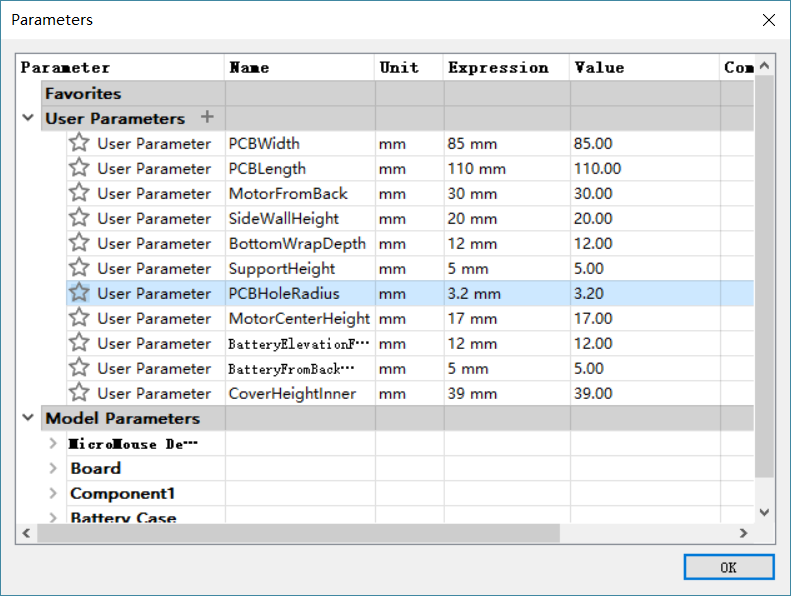 Parameters
Parameter Name Unit Expression Value Com
Favorites
User Parameters +
User Parameter PCBWidth mm 85 mm 85.00
User Parameter PCBLength mm 110 mm 110.00
User Parameter MotorFromBack mm 30 mm 30.00
User Parameter SideWallHeight mm 20 mm 20.00
User Parameter BottomWrapDepth mm 12 mm 12.00
User Parameter SupportHeight mm 5 mm 5.00
User Parameter PCBHoleRadius mm 3.2 mm 3.20
User Parameter MotorCenterHeight mm 17 mm 17.00
User Parameter BatteryElevationF··· mm 12 mm 12.00
User Parameter BatteryFromBack··· mm 5 mm 5.00
User Parameter CoverHeightInner mm 39 mm 39.00
Model Parameters
MicroMouse De···
Board
Component1
Battery Case
OK